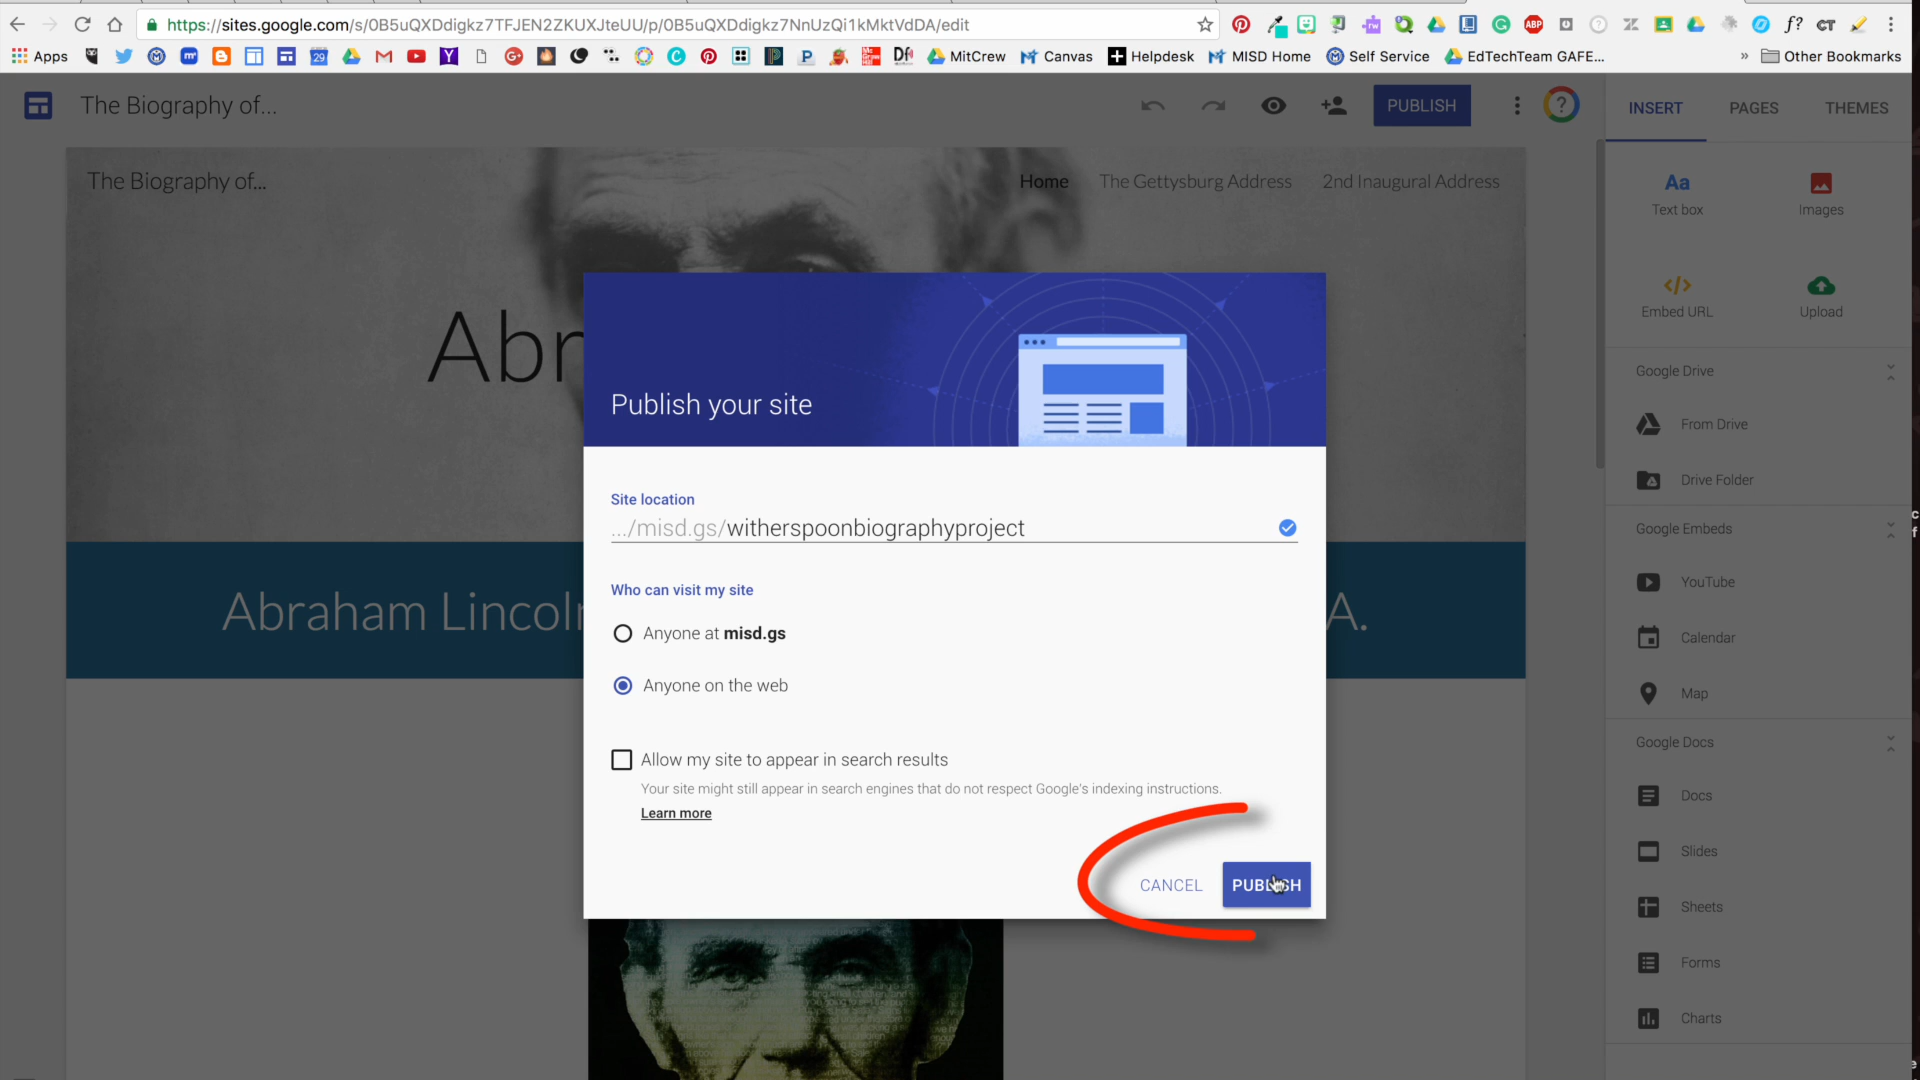 https://sites.google.com/s/0B5uQXDdigkz7TFJEN2ZKUXJteUU/p/0B5uQXDdigkz7NnUzQi1kMktVdDA/edit
Apps MitCrew Canvas Helpdesk MISD Home Self Service EdTechTeam GAFE... » Other Bookmarks
The Biography of...
PUBLISH
INSERT PAGES THEMES
The Biography of...
Home The Gettysburg Address 2nd Inaugural Address
Aa
Text box
Images
Embed URL
Upload
Abr
Publish your site
Google Drive
From Drive
Drive Folder
Site location
.../misd.gs/witherspoonbiographyproject
Google Embeds
YouTube
Calendar
Map
Abraham Lincoln
A.
Who can visit my site
Anyone at misd.gs
Anyone on the web
Allow my site to appear in search results
Your site might still appear in search engines that do not respect Google's indexing instructions.
Learn more
CANCEL PUBLISH
Google Docs
Docs
Slides
Sheets
Forms
Charts